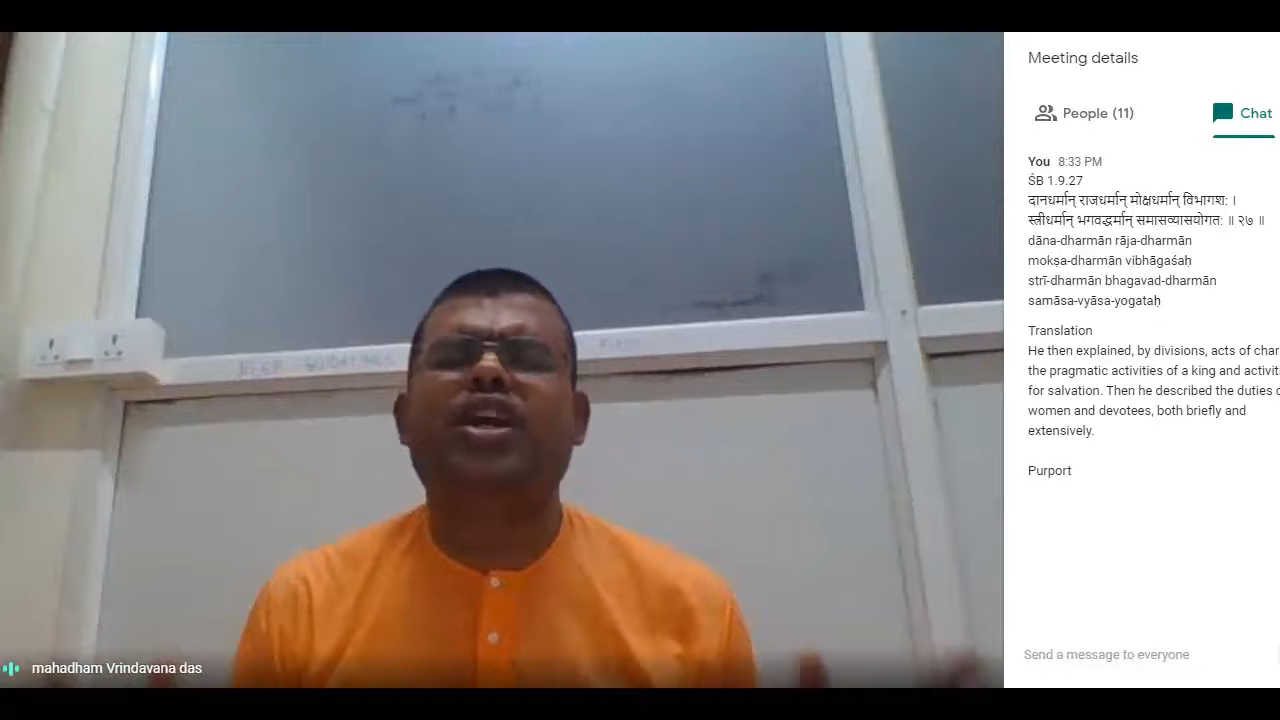 Meeting details
People (11)
Chat
You 8:33 PM
ŚB 1.9.27
दानधर्मान् राजधर्मान् मोक्षधर्मान् विभागश: ।
स्त्रीधर्मान् भगवद्धर्मान् समासव्यासयोगत: ॥ २७ ॥
dāna-dharmān rāja-dharmān
mokṣa-dharmān vibhāgaśaḥ
strī-dharmān bhagavad-dharmān
samāsa-vyāsa-yogataḥ
Translation
He then explained, by divisions, acts of
the pragmatic activities of a king and
for salvation. Then he described the duties
women and devotees, both briefly and
extensively.
Purport
Send a message to everyone
mahadham Vrindavana das